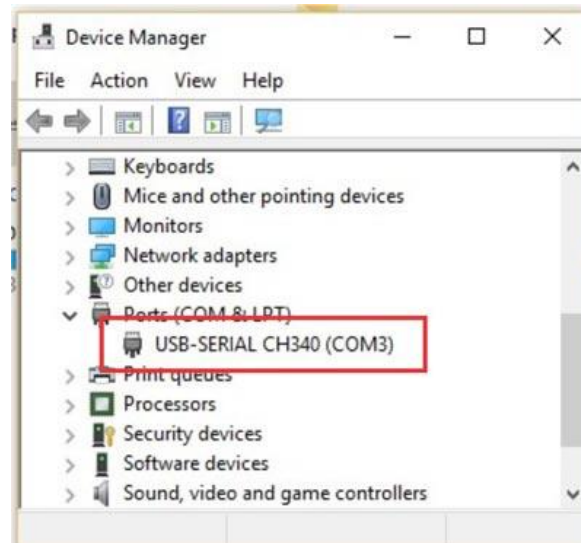 Device Manager
File Action View Help
Keyboards
Mice and other pointing devices
Monitors
Network adapters
Other devices
Ports (COM & LPT)
USB-SERIAL CH340 (COM3)
Print queues
Processors
Security devices
Software devices
Sound, video and game controllers